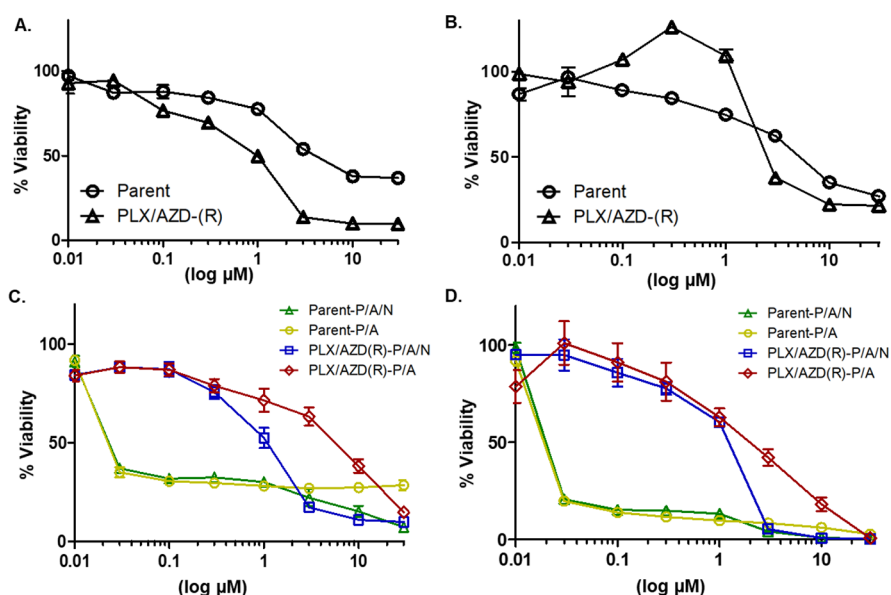 A.
100
50
0
% Viability
Parent
PLX/AZD-(R)
0.01 0.1 1 10
(log µM)
B.
100
50
0
% Viability
Parent
PLX/AZD-(R)
0.01 0.1 1 10
(log µM)
C.
100
50
0
% Viability
Parent-P/A/N
Parent-P/A
PLX/AZD(R)-P/A/N
PLX/AZD(R)-P/A
0.01 0.1 1 10
(log µM)
D.
100
50
0
% Viability
Parent-P/A/N
Parent-P/A
PLX/AZD(R)-P/A/N
PLX/AZD(R)-P/A
0.01 0.1 1 10
(log µM)